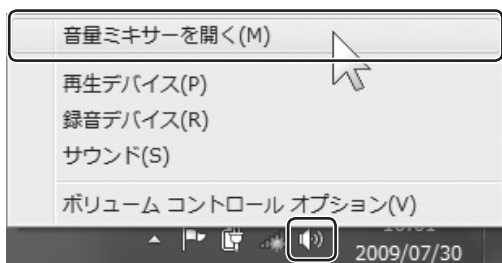 音量ミキサーを開く(M)
再生デバイス(P)
録音デバイス(R)
サウンド(S)
ボリューム コントロール オプション(V)
2009/07/30